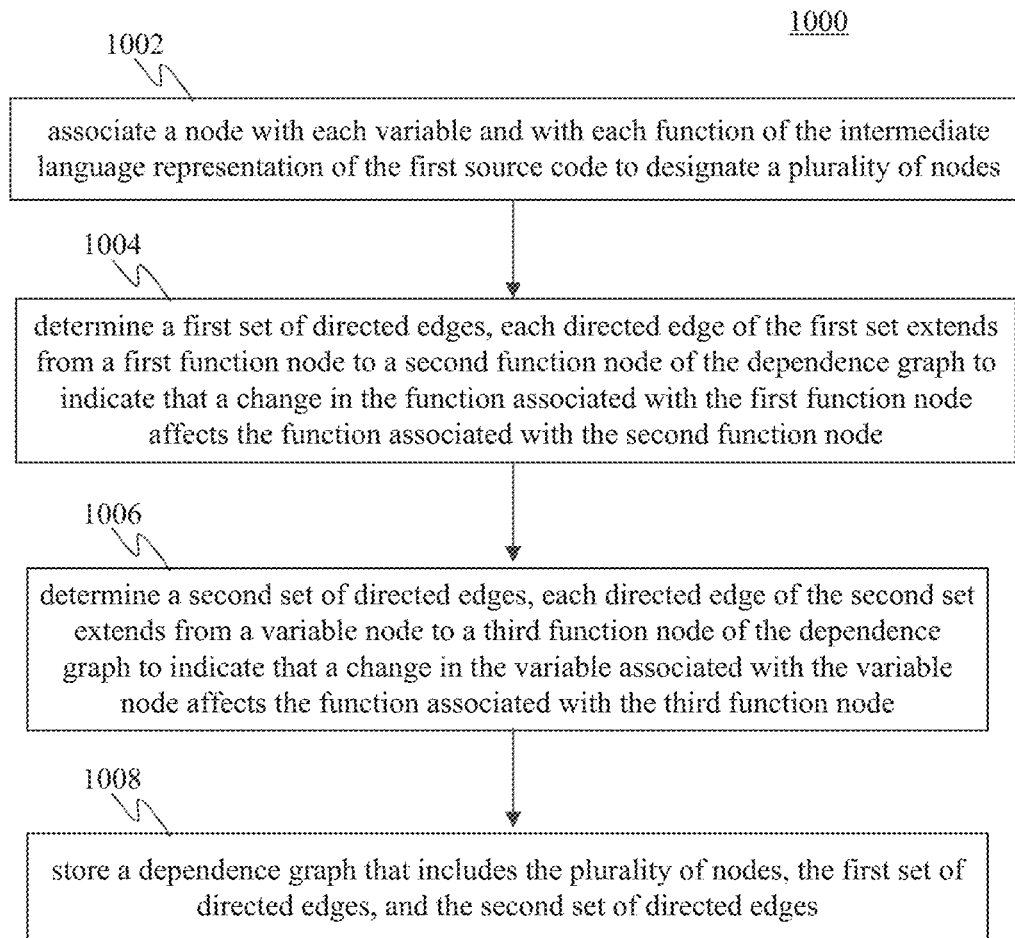 1000
1002
associate a node with each variable and with each function of the intermediate
language representation of the first source code to designate a plurality of nodes
1004
determine a first set of directed edges, each directed edge of the first set extends
from a first function node to a second function node of the dependence graph to
indicate that a change in the function associated with the first function node
affects the function associated with the second function node
1006
determine a second set of directed edges, each directed edge of the second set
extends from a variable node to a third function node of the dependence
graph to indicate that a change in the variable associated with the variable
node affects the function associated with the third function node
1008
store a dependence graph that includes the plurality of nodes, the first set of
directed edges, and the second set of directed edges